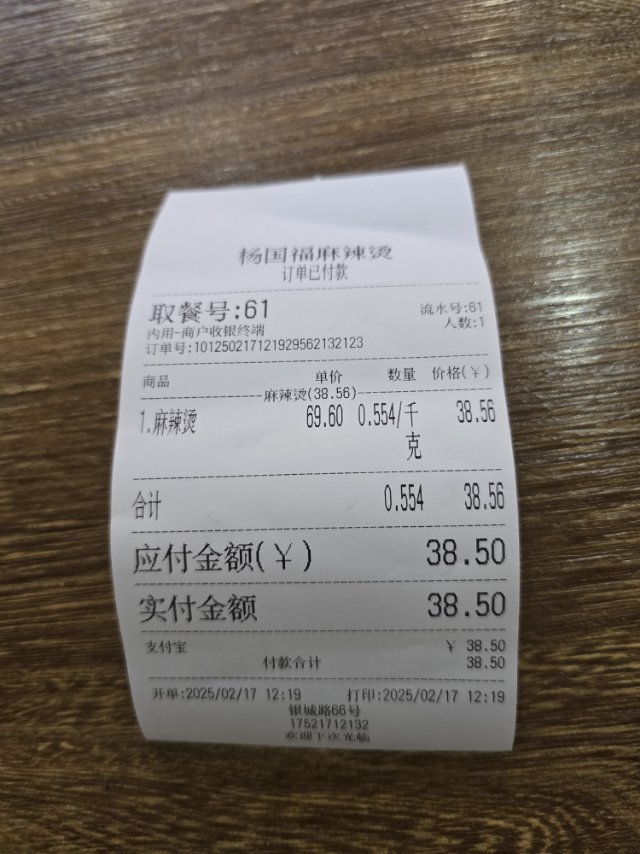 杨国福麻辣烫
订单已付款
取餐号:61 流水号:61
内用-商户收银终端 人数:1
订单号:101250217121929562132123
商品 单价 数量 价格(￥)
麻辣烫(38.56)
1.麻辣烫 69.60 0.554/千 38.56
克
合计 0.554 38.56
应付金额(￥) 38.50
实付金额 38.50
支付宝 ￥ 38.50
付款合计 38.50
开单:2025/02/17 12:19 打印:2025/02/17 12:19
银城路66号
17521712132
欢迎下次光临